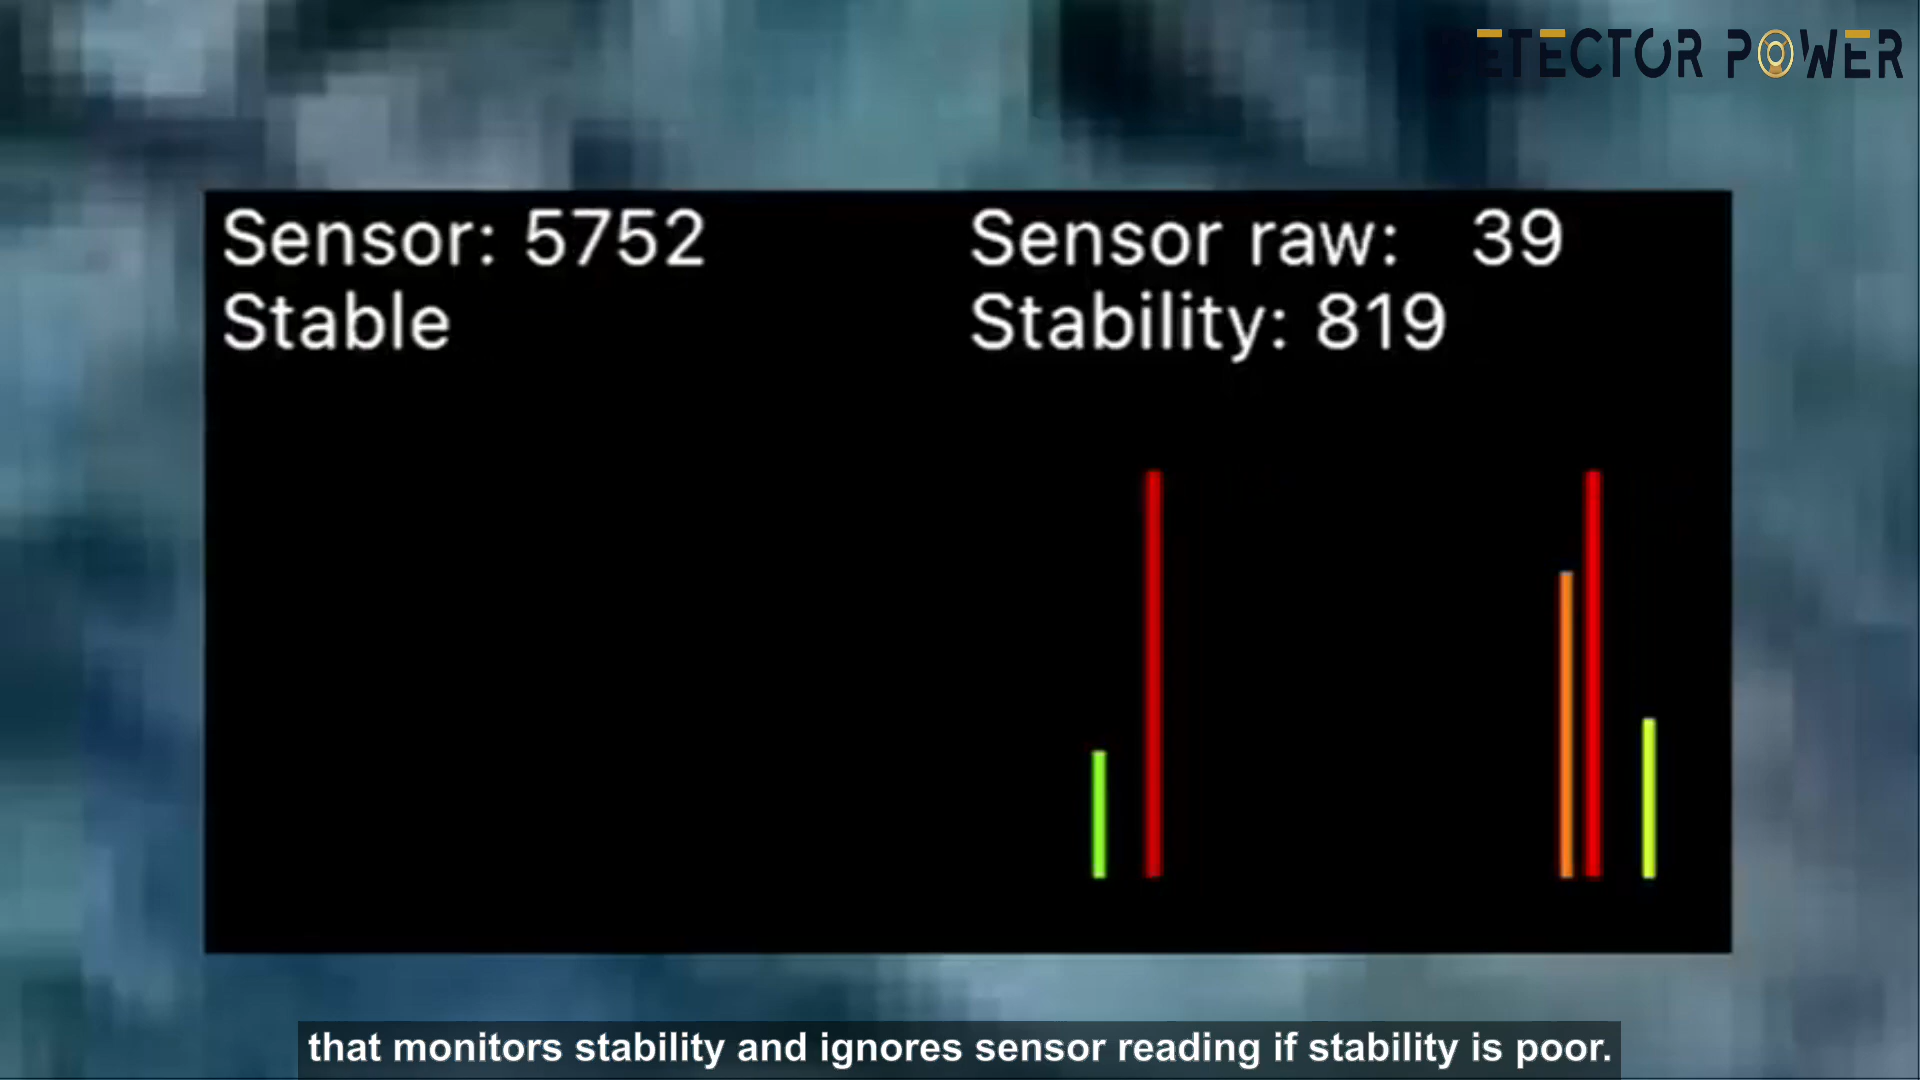 DETECTOR POWER
Sensor: 5752
Sensor raw: 39
Stable
Stability: 819
that monitors stability and ignores sensor reading if stability is poor.